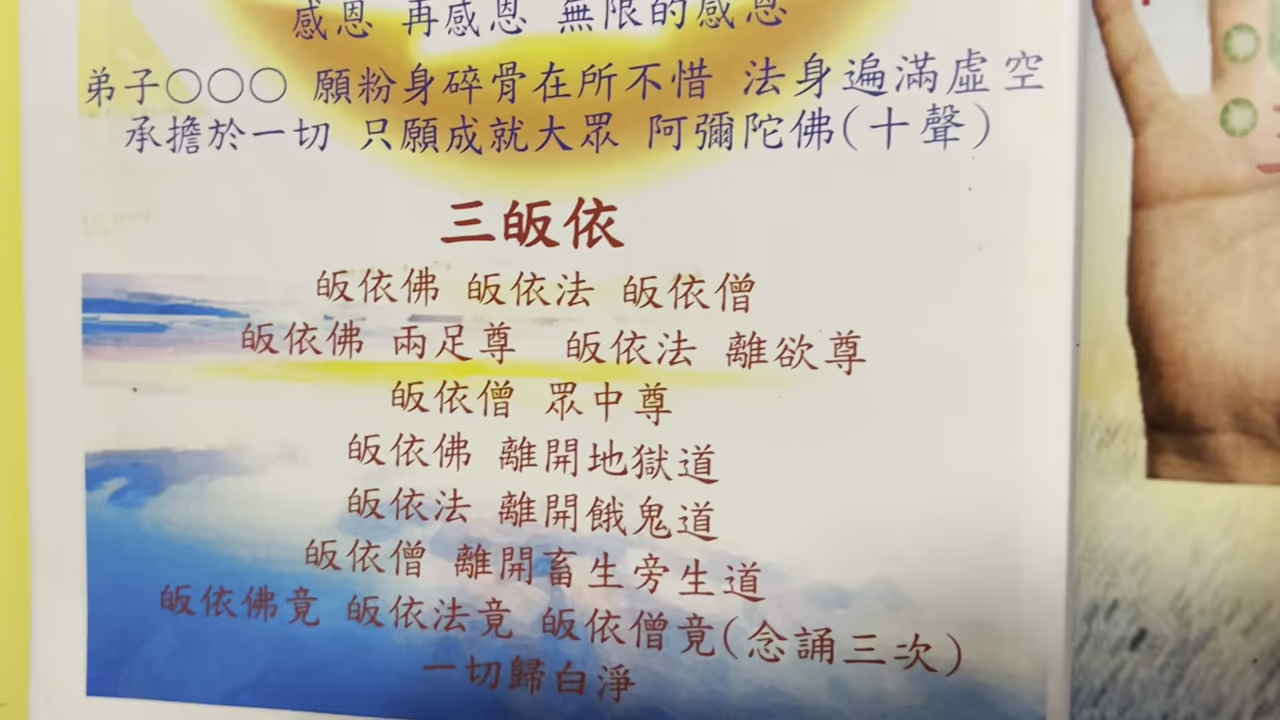 感恩 再感恩 無限的感恩
弟子〇〇〇 願粉身碎骨在所不惜 法身遍滿虛空
承擔於一切 只願成就大眾 阿彌陀佛(十聲)
三皈依
皈依佛 皈依法 皈依僧
皈依佛 兩足尊 皈依法 離欲尊
皈依僧 眾中尊
皈依佛 離開地獄道
皈依法 離開餓鬼道
皈依僧 離開畜生旁生道
皈依佛竟 皈依法竟 皈依僧竟(念誦三次)
一切歸白淨